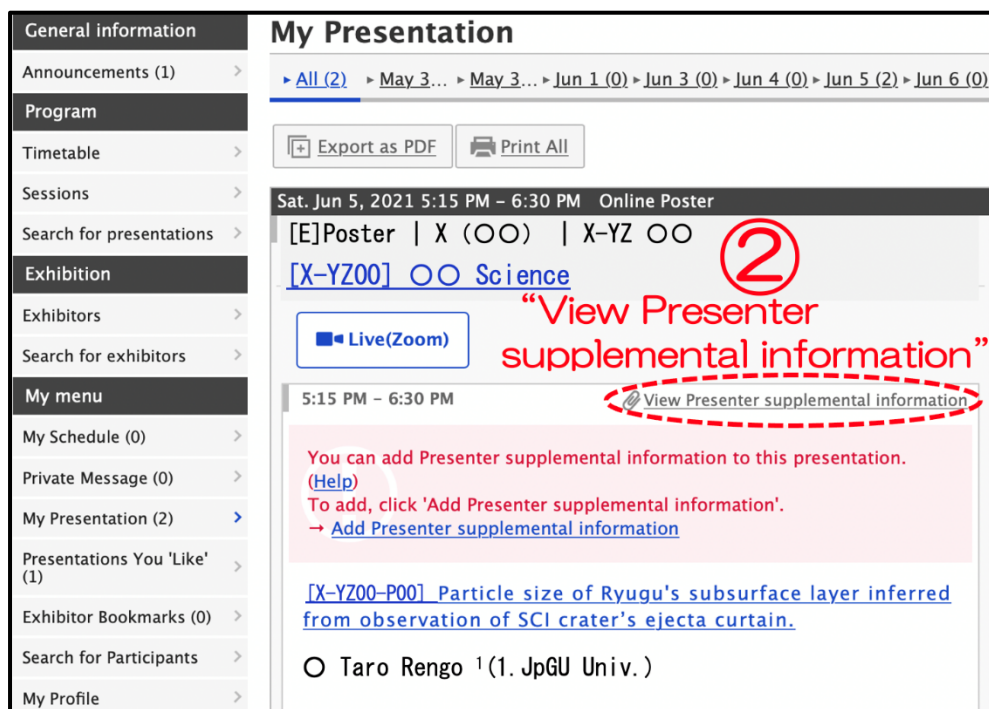 General information
Announcements (1)
Program
Timetable
Sessions
Search for presentations
Exhibition
Exhibitors
Search for exhibitors
My menu
My Schedule (0)
Private Message (0)
My Presentation (2)
Presentations You 'Like'
(1)
Exhibitor Bookmarks (0)
Search for Participants
My Profile
My Presentation
▸ All (2) ▸ May 3... ▸ May 3... ▸ Jun 1 (0) ▸ Jun 3 (0) ▸ Jun 4 (0) ▸ Jun 5 (2) ▸ Jun 6 (0)
Export as PDF Print All
Sat. Jun 5, 2021 5:15 PM – 6:30 PM Online Poster
[E]Poster | X (○○) | X-YZ ○○
[X-YZ00] ○○ Science
②
“View Presenter
supplemental information”
Live(Zoom)
5:15 PM – 6:30 PM View Presenter supplemental information
You can add Presenter supplemental information to this presentation.
(Help)
To add, click 'Add Presenter supplemental information'.
→ Add Presenter supplemental information
[X-YZ00-P00] Particle size of Ryugu's subsurface layer inferred
from observation of SCI crater’s ejecta curtain.
○ Taro Rengo ¹(1. JpGU Univ.)